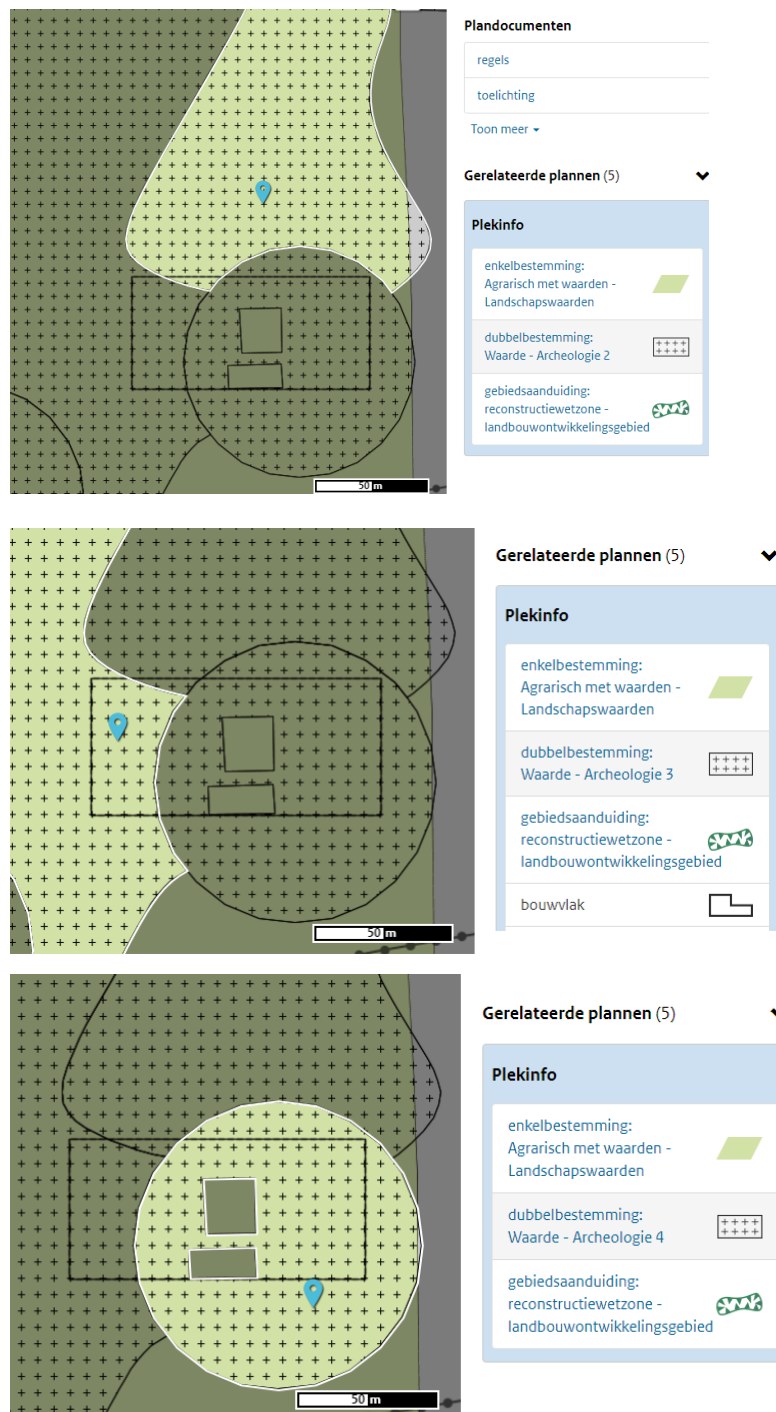 Plandocumenten
regels
toelichting
Toon meer
Gerelateerde plannen (5)
Plekinfo
enkelbestemming:
Agrarisch met waarden -
Landschapswaarden
dubbelbestemming:
Waarde - Archeologie 2
gebiedsaanduiding:
reconstructiewetzone -
landbouwontwikkelingsgebied
50 m
Gerelateerde plannen (5)
Plekinfo
enkelbestemming:
Agrarisch met waarden -
Landschapswaarden
dubbelbestemming:
Waarde - Archeologie 3
gebiedsaanduiding:
reconstructiewetzone -
landbouwontwikkelingsgebied
bouwvlak
50 m
Gerelateerde plannen (5)
Plekinfo
enkelbestemming:
Agrarisch met waarden -
Landschapswaarden
dubbelbestemming:
Waarde - Archeologie 4
gebiedsaanduiding:
reconstructiewetzone -
landbouwontwikkelingsgebied
50 m